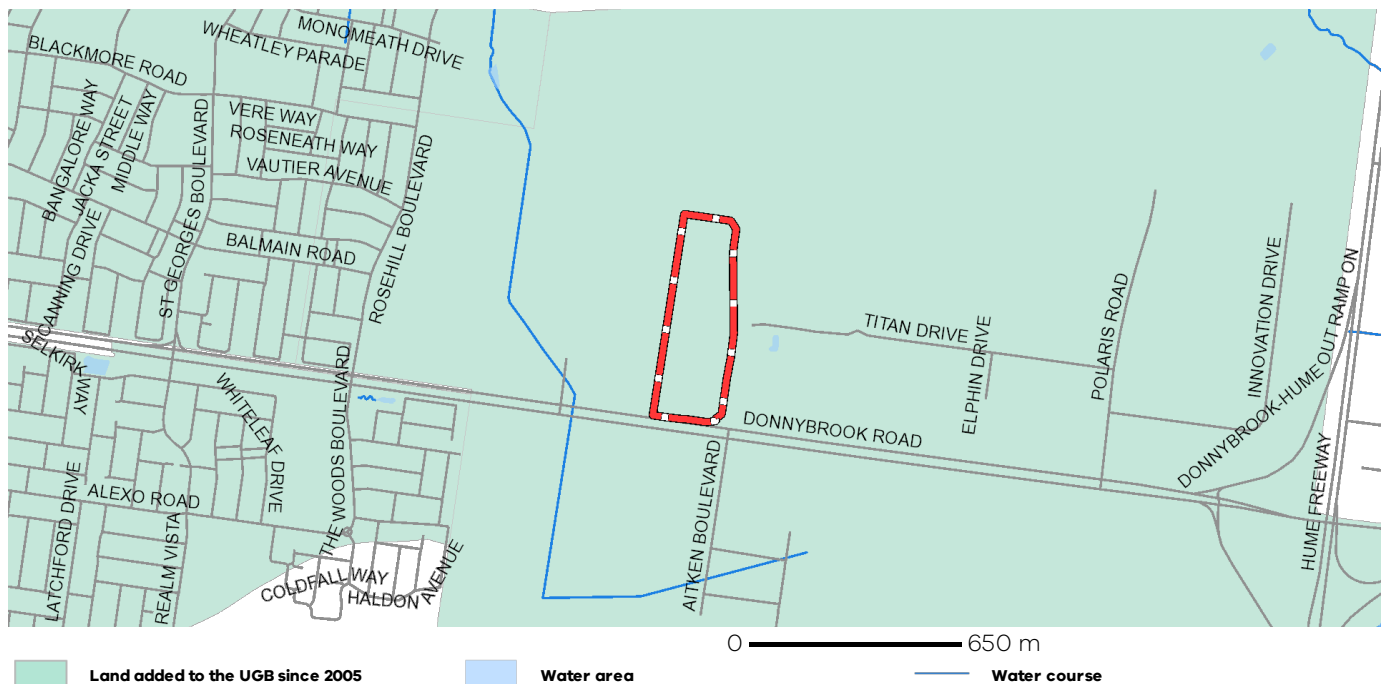 MONOMEATH DRIVE
WHEATLEY PARADE
BLACKMORE ROAD
BANGALORE WAY
JACKA STREET
MIDDLE WAY
VERE WAY
ROSENEATH WAY
VAUTIER AVENUE
ST GEORGES BOULEVARD
ROSEHILL BOULEVARD
BALMAIN ROAD
SCANNING DRIVE
SELKIRK WAY
WHITELEAF DRIVE
THE WOODS BOULEVARD
ALEXO ROAD
LATCHFORD DRIVE
REALM VISTA
COLDFALL WAY
HALDON AVENUE
TITAN DRIVE
ELPHIN DRIVE
POLARIS ROAD
INNOVATION DRIVE
DONNYBROOK ROAD
DONNYBROOK-HUME OUT RAMP ON
HUME FREEWAY
AITKEN BOULEVARD
0 650 m
Land added to the UGB since 2005
Water area
Water course